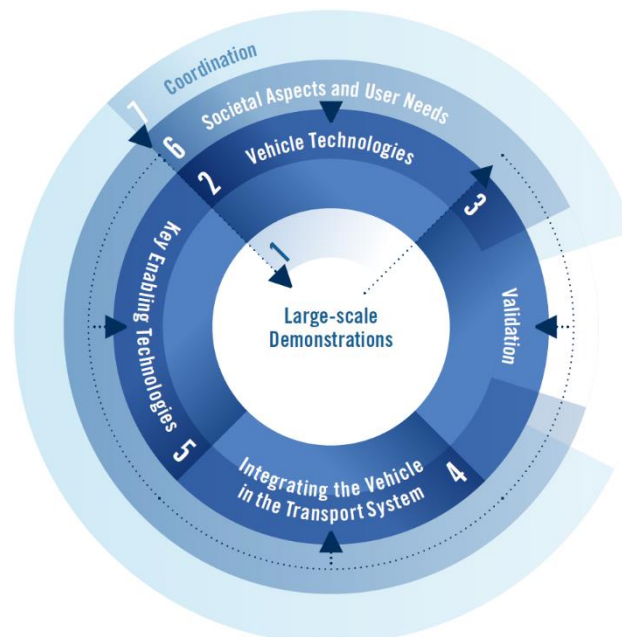 7
Coordination
6
Societal Aspects and User Needs
2
Vehicle Technologies
3
Validation
1
Large-scale
Demonstrations
Key Enabling Technologies
5
Integrating the Vehicle
in the Transport System
4